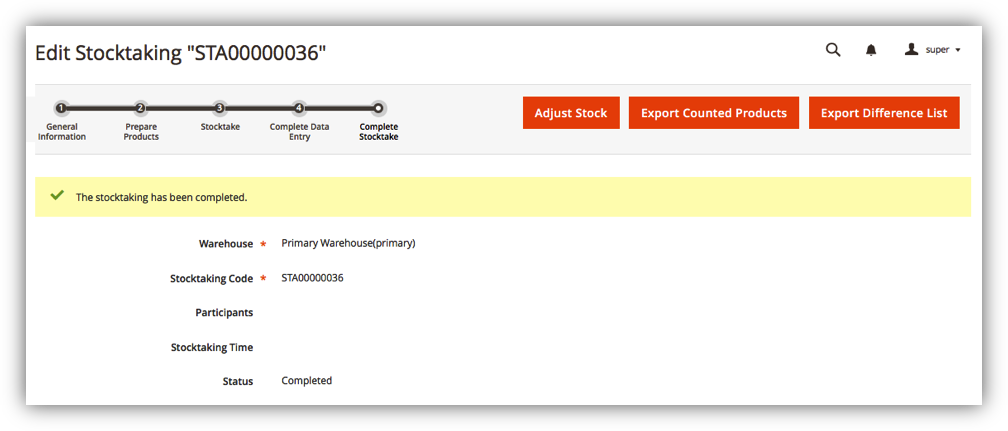 Edit Stocktaking "STA00000036"
super
1 2 3 4
General Information
Prepare Products
Stocktake
Complete Data Entry
Complete Stocktake
Adjust Stock
Export Counted Products
Export Difference List
The stocktaking has been completed.
Warehouse * Primary Warehouse(primary)
Stocktaking Code * STA00000036
Participants
Stocktaking Time
Status Completed